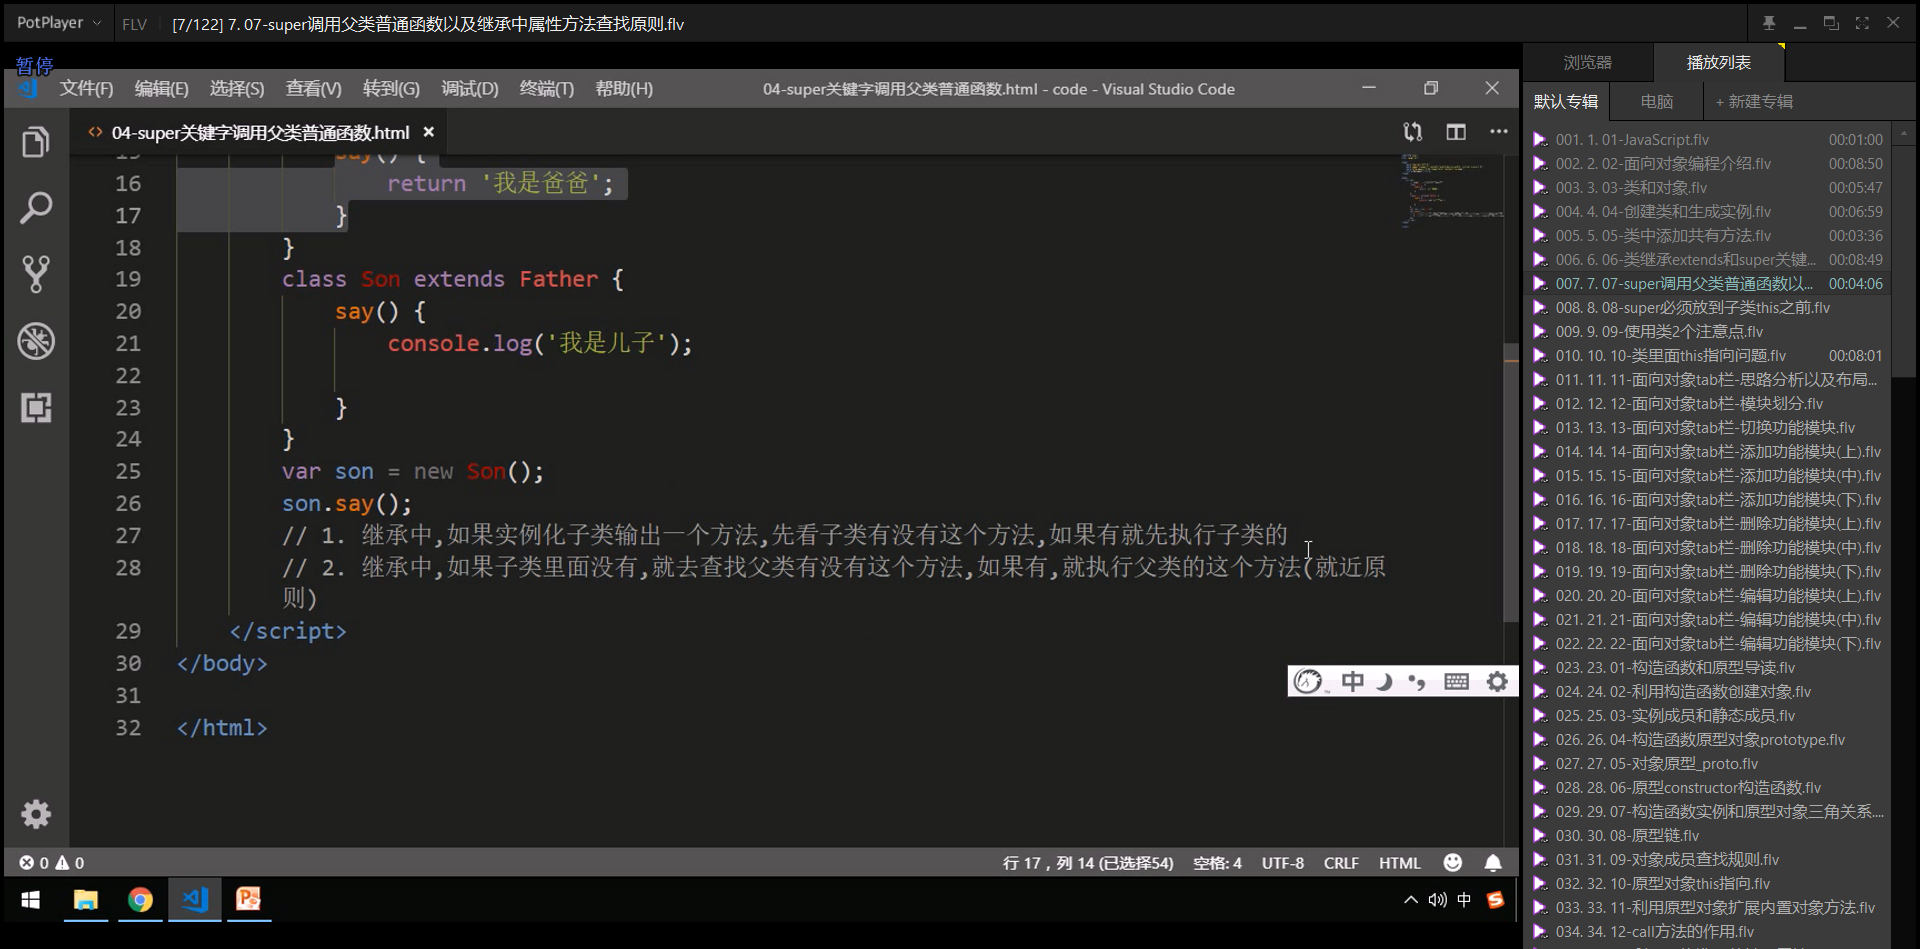 PotPlayer FLV [7/122] 7. 07-super调用父类普通函数以及继承中属性方法查找原则.flv
暂停
文件(F) 编辑(E) 选择(S) 查看(V) 转到(G) 调试(D) 终端(T) 帮助(H) 04-super关键字调用父类普通函数.html - code - Visual Studio Code
<> 04-super关键字调用父类普通函数.html ×
15 say() {
16 return '我是爸爸';
17 }
18 }
19 class Son extends Father {
20 say() {
21 console.log('我是儿子');
22
23 }
24 }
25 var son = new Son();
26 son.say();
27 // 1. 继承中,如果实例化子类输出一个方法,先看子类有没有这个方法,如果有就先执行子类的
28 // 2. 继承中,如果子类里面没有,就去查找父类有没有这个方法,如果有,就执行父类的这个方法(就近原
则)
29 </script>
30 </body>
31
32 </html>
中
0 0 行 17，列 14 (已选择54) 空格: 4 UTF-8 CRLF HTML
中
浏览器 播放列表
默认专辑 电脑 + 新建专辑
001. 1. 01-JavaScript.flv 00:01:00
002. 2. 02-面向对象编程介绍.flv 00:08:50
003. 3. 03-类和对象.flv 00:05:47
004. 4. 04-创建类和生成实例.flv 00:06:59
005. 5. 05-类中添加共有方法.flv 00:03:36
006. 6. 06-类继承extends和super关键... 00:08:49
007. 7. 07-super调用父类普通函数以... 00:04:06
008. 8. 08-super必须放到子类this之前.flv
009. 9. 09-使用类2个注意点.flv
010. 10. 10-类里面this指向问题.flv 00:08:01
011. 11. 11-面向对象tab栏-思路分析以及布局...
012. 12. 12-面向对象tab栏-模块划分.flv
013. 13. 13-面向对象tab栏-切换功能模块.flv
014. 14. 14-面向对象tab栏-添加功能模块(上).flv
015. 15. 15-面向对象tab栏-添加功能模块(中).flv
016. 16. 16-面向对象tab栏-添加功能模块(下).flv
017. 17. 17-面向对象tab栏-删除功能模块(上).flv
018. 18. 18-面向对象tab栏-删除功能模块(中).flv
019. 19. 19-面向对象tab栏-删除功能模块(下).flv
020. 20. 20-面向对象tab栏-编辑功能模块(上).flv
021. 21. 21-面向对象tab栏-编辑功能模块(中).flv
022. 22. 22-面向对象tab栏-编辑功能模块(下).flv
023. 23. 01-构造函数和原型导读.flv
024. 24. 02-利用构造函数创建对象.flv
025. 25. 03-实例成员和静态成员.flv
026. 26. 04-构造函数原型对象prototype.flv
027. 27. 05-对象原型_proto.flv
028. 28. 06-原型constructor构造函数.flv
029. 29. 07-构造函数实例和原型对象三角关系....
030. 30. 08-原型链.flv
031. 31. 09-对象成员查找规则.flv
032. 32. 10-原型对象this指向.flv
033. 33. 11-利用原型对象扩展内置对象方法.flv
034. 34. 12-call方法的作用.flv